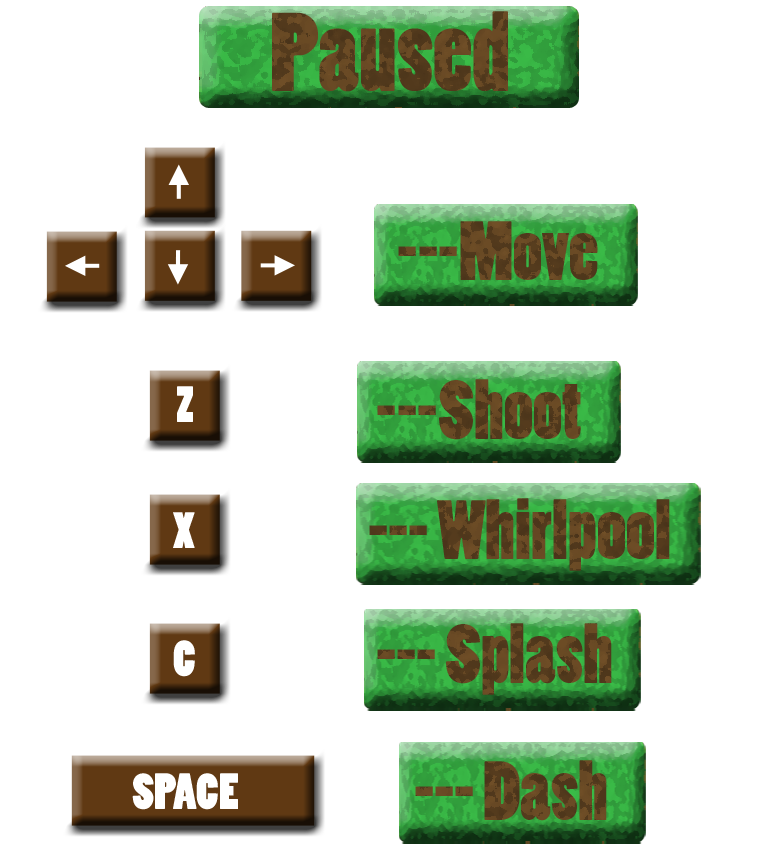 Paused
↑
← ↓ → ---Move
Z ---Shoot
X --- Whirlpool
C --- Splash
SPACE --- Dash